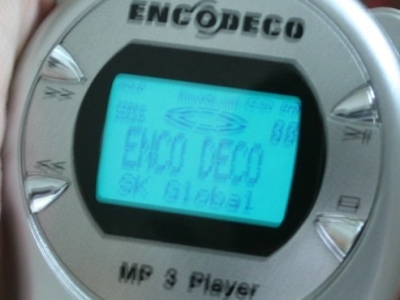 ENCODECO
ENCO DECO
SK Global
MP 3 Player